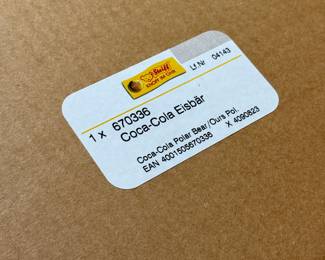 Steiff
KNOPF IM OHR
Lf.Nr 04143
1 x 670336
Coca-Cola Eisbär
Coca-Cola Polar Bear/Ours Pol.
EAN 4001505670336 X 4090823